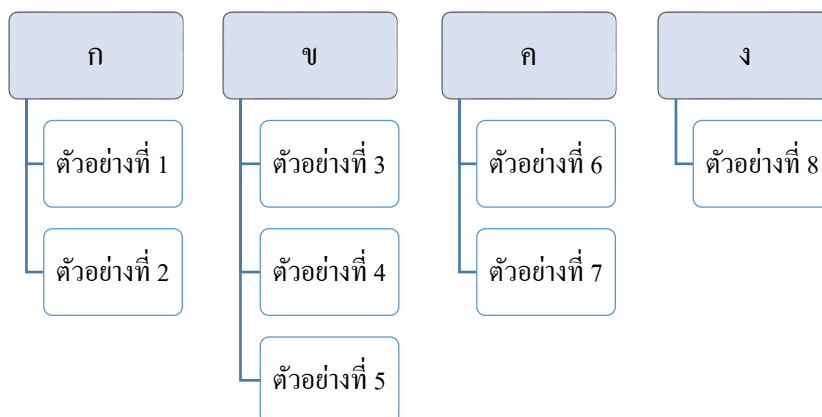 ก
ตัวอย่างที่ 1
ตัวอย่างที่ 2
ข
ตัวอย่างที่ 3
ตัวอย่างที่ 4
ตัวอย่างที่ 5
ค
ตัวอย่างที่ 6
ตัวอย่างที่ 7
ง
ตัวอย่างที่ 8